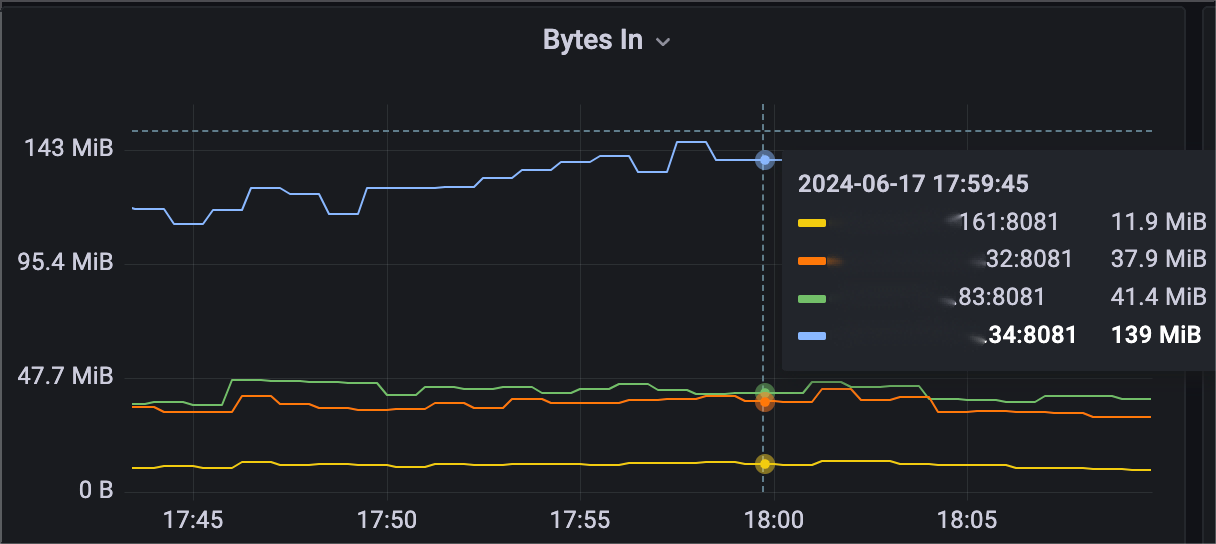 Bytes In
143 MiB
95.4 MiB
47.7 MiB
0 B
17:45 17:50 17:55 18:00 18:05
2024-06-17 17:59:45
161:8081 11.9 MiB
.32:8081 37.9 MiB
.83:8081 41.4 MiB
.34:8081 139 MiB